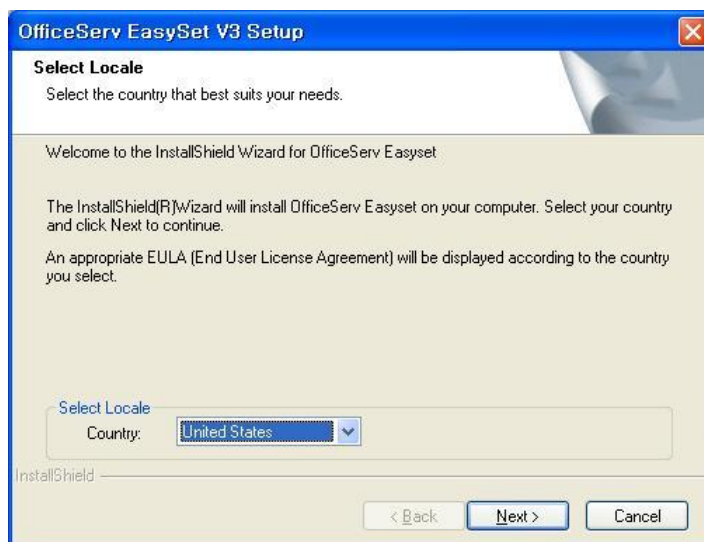 OfficeServ EasySet V3 Setup
Select Locale
Select the country that best suits your needs.
Welcome to the InstallShield Wizard for OfficeServ Easyset
The InstallShield(R)Wizard will install OfficeServ Easyset on your computer. Select your country
and click Next to continue.
An appropriate EULA (End User License Agreement) will be displayed according to the country
you select.
Select Locale
Country: United States
InstallShield
< Back Next > Cancel